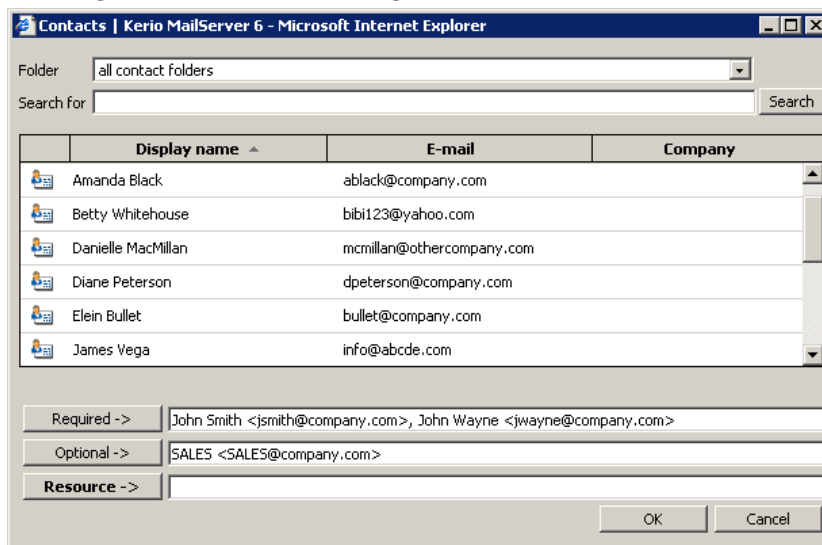 Contacts | Kerio MailServer 6 - Microsoft Internet Explorer
Folder all contact folders
Search for Search
Display name E-mail Company
Amanda Black ablack@company.com
Betty Whitehouse bibi123@yahoo.com
Danielle MacMillan mcmillan@othercompany.com
Diane Peterson dpeterson@company.com
Elein Bullet bullet@company.com
James Vega info@abcde.com
Required -> John Smith <jsmith@company.com>, John Wayne <jwayne@company.com>
Optional -> SALES <SALES@company.com>
Resource ->
OK Cancel